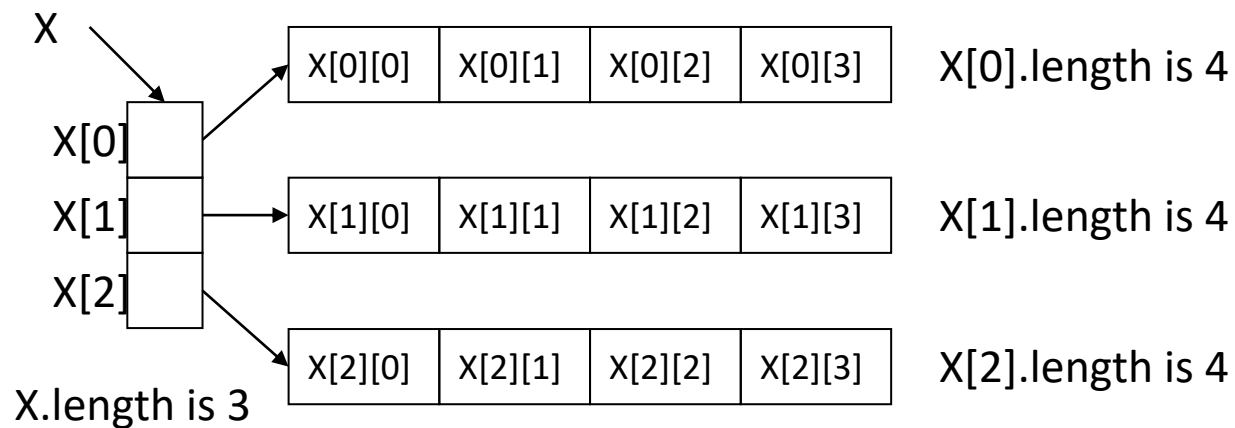 X
X[0][0] X[0][1] X[0][2] X[0][3] X[0].length is 4
X[0]
X[1] X[1][0] X[1][1] X[1][2] X[1][3] X[1].length is 4
X[2]
X[2][0] X[2][1] X[2][2] X[2][3] X[2].length is 4
X.length is 3